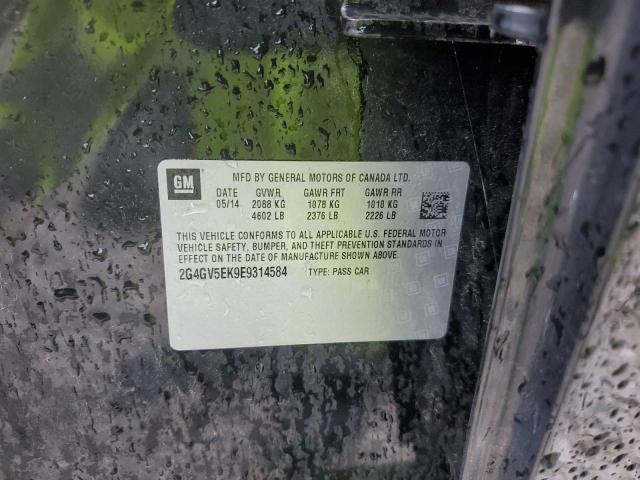 GM
MFD BY GENERAL MOTORS OF CANADA LTD.
DATE GVWR GAWR FRT GAWR RR
05/14 2088 KG 1078 KG 1010 KG
4602 LB 2376 LB 2226 LB
THIS VEHICLE CONFORMS TO ALL APPLICABLE U.S. FEDERAL MOTOR
VEHICLE SAFETY, BUMPER, AND THEFT PREVENTION STANDARDS IN
EFFECT ON THE DATE OF MANUFACTURE SHOWN ABOVE.
2G4GV5EK9E9314584 TYPE: PASS CAR